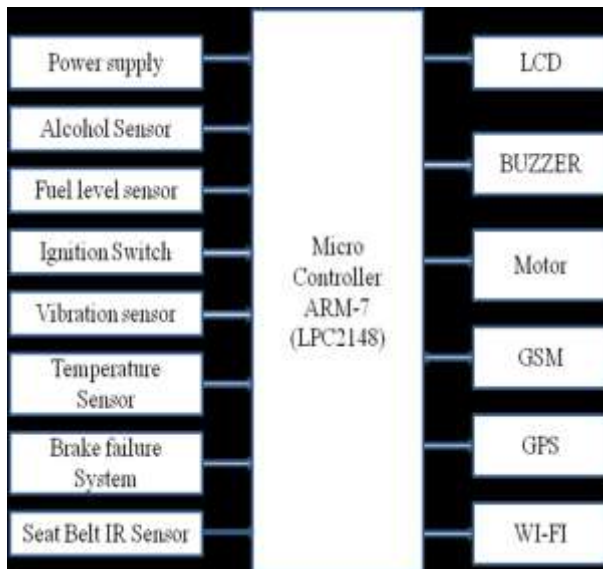 Power supply
Alcohol Sensor
Fuel level sensor
Ignition Switch
Vibration sensor
Temperature
Sensor
Brake failure
System
Seat Belt IR Sensor
Micro
Controller
ARM-7
(LPC2148)
LCD
BUZZER
Motor
GSM
GPS
WI-FI